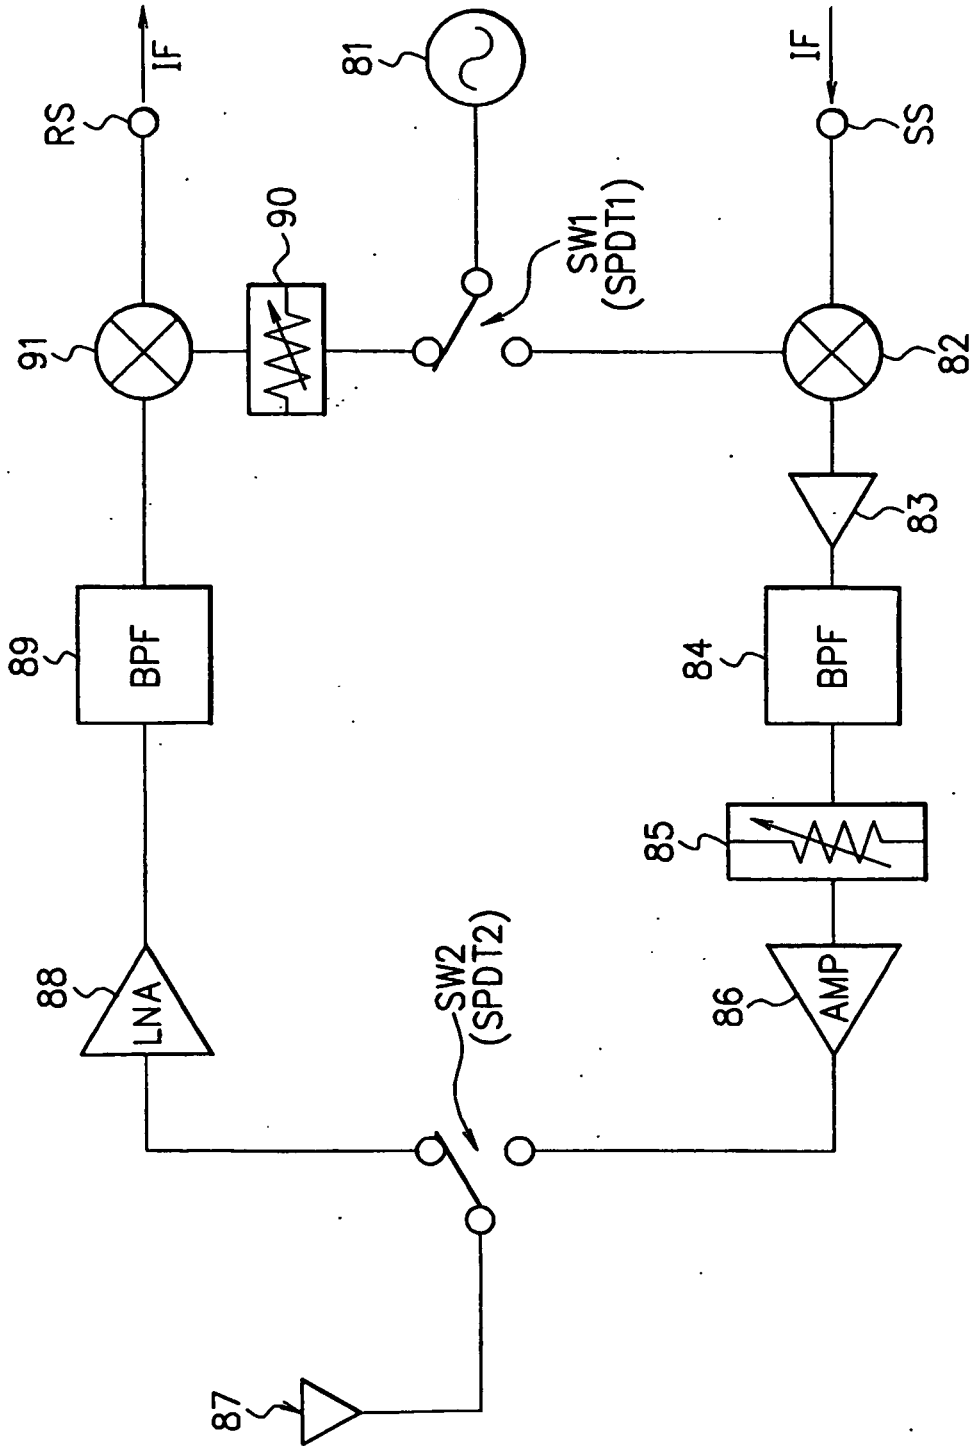 RS
IF
81
IF
SS
91
90
SW1
(SPDT1)
82
83
89
BPF
84
BPF
85
88
LNA
SW2
(SPDT2)
86
AMP
87